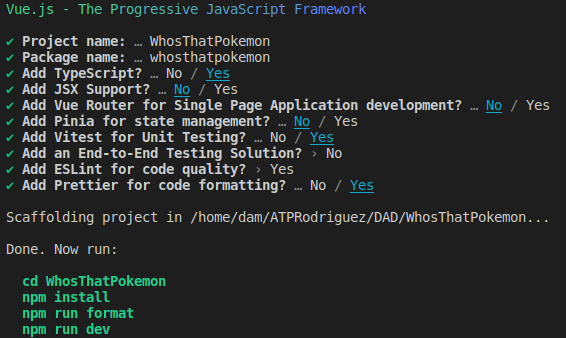 Vue.js - The Progressive JavaScript Framework
✔ Project name: … WhosThatPokemon
✔ Package name: … whosthatpokemon
✔ Add TypeScript? … No / Yes
✔ Add JSX Support? … No / Yes
✔ Add Vue Router for Single Page Application development? … No / Yes
✔ Add Pinia for state management? … No / Yes
✔ Add Vitest for Unit Testing? … No / Yes
✔ Add an End-to-End Testing Solution? › No
✔ Add ESLint for code quality? › Yes
✔ Add Prettier for code formatting? … No / Yes
Scaffolding project in /home/dam/ATPRodriguez/DAD/WhosThatPokemon...
Done. Now run:
cd WhosThatPokemon
npm install
npm run format
npm run dev